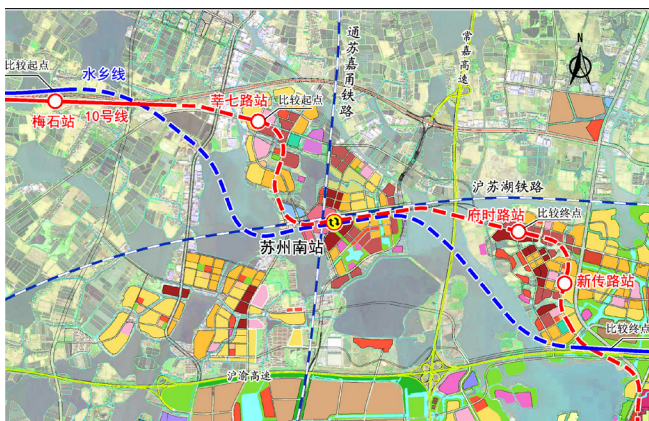 通苏嘉甬铁路
常嘉高速
N
比较起点
水乡线
莘七路站
比较起点
梅石站
10号线
沪苏湖铁路
府时路站
比较终点
苏州南站
新传路站
比较终点
沪渝高速